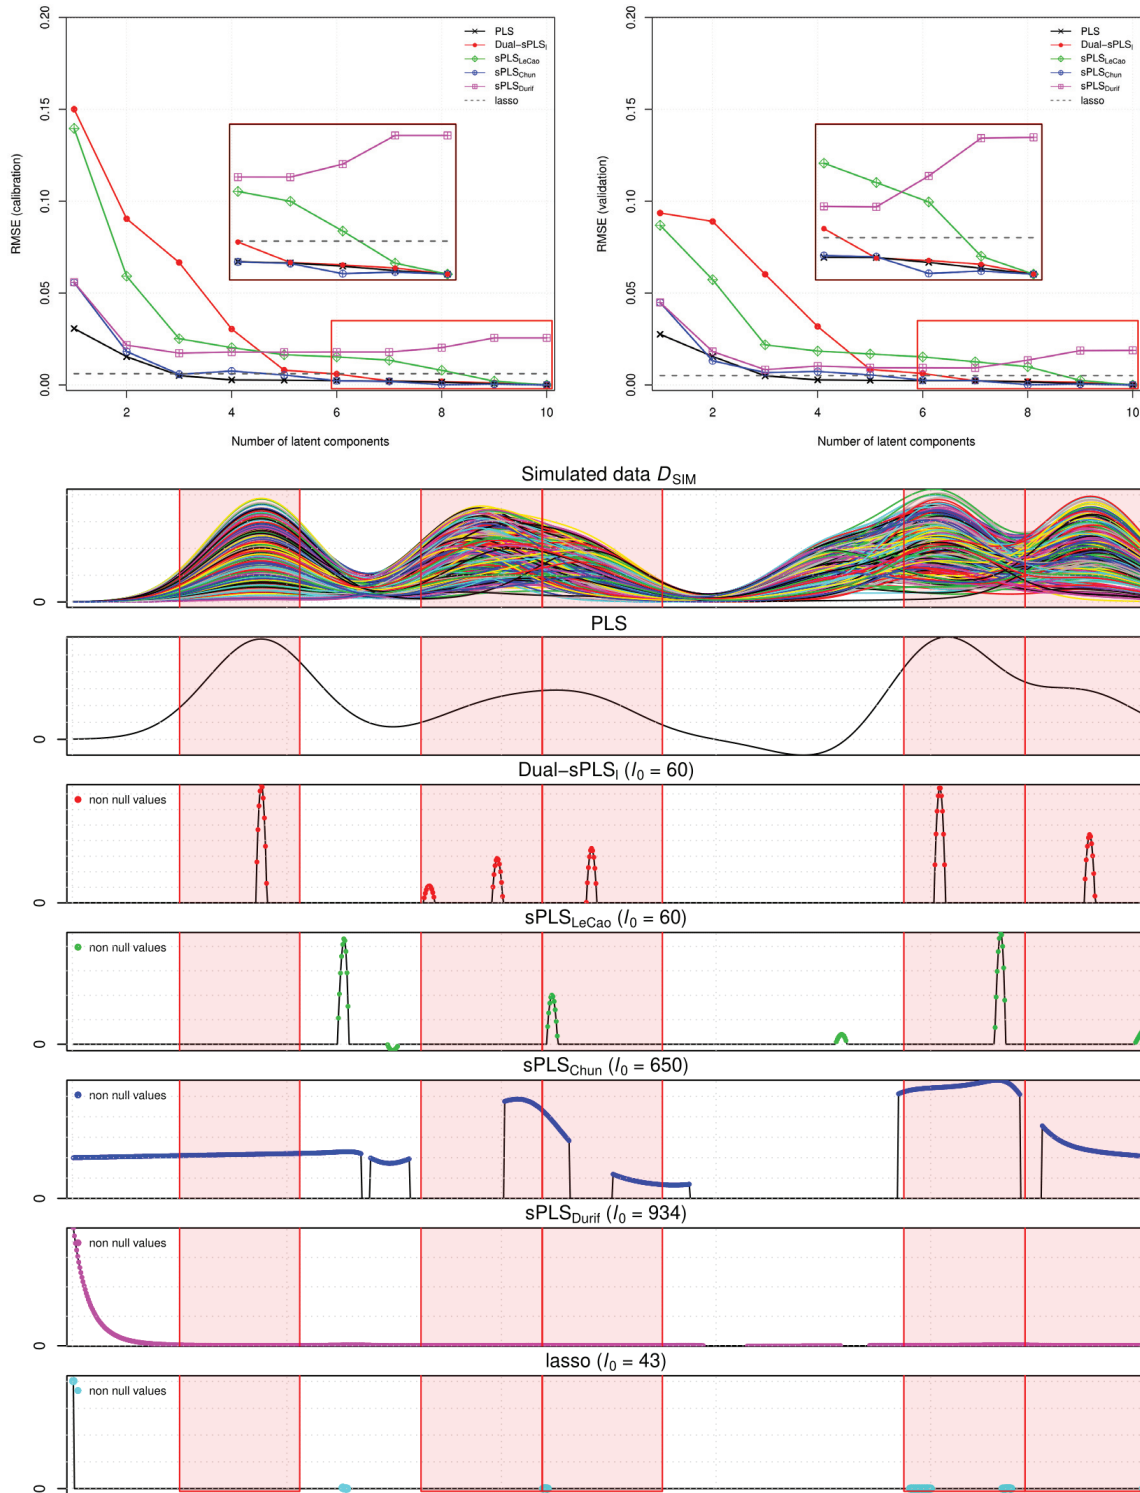 0.20
0.15
0.10
0.05
0.00
RMSE (calibration)
PLS
Dual-sPLSl
sPLSLeCao
sPLSChun
sPLSDurif
lasso
2 4 6 8 10
Number of latent components
0.20
0.15
0.10
0.05
0.00
RMSE (validation)
PLS
Dual-sPLSl
sPLSLeCao
sPLSChun
sPLSDurif
lasso
2 4 6 8 10
Number of latent components
Simulated data DSIM
0
PLS
0
Dual-sPLSl (l0 = 60)
non null values
0
sPLSLeCao (l0 = 60)
non null values
0
sPLSChun (l0 = 650)
non null values
0
sPLSDurif (l0 = 934)
non null values
0
lasso (l0 = 43)
non null values
0